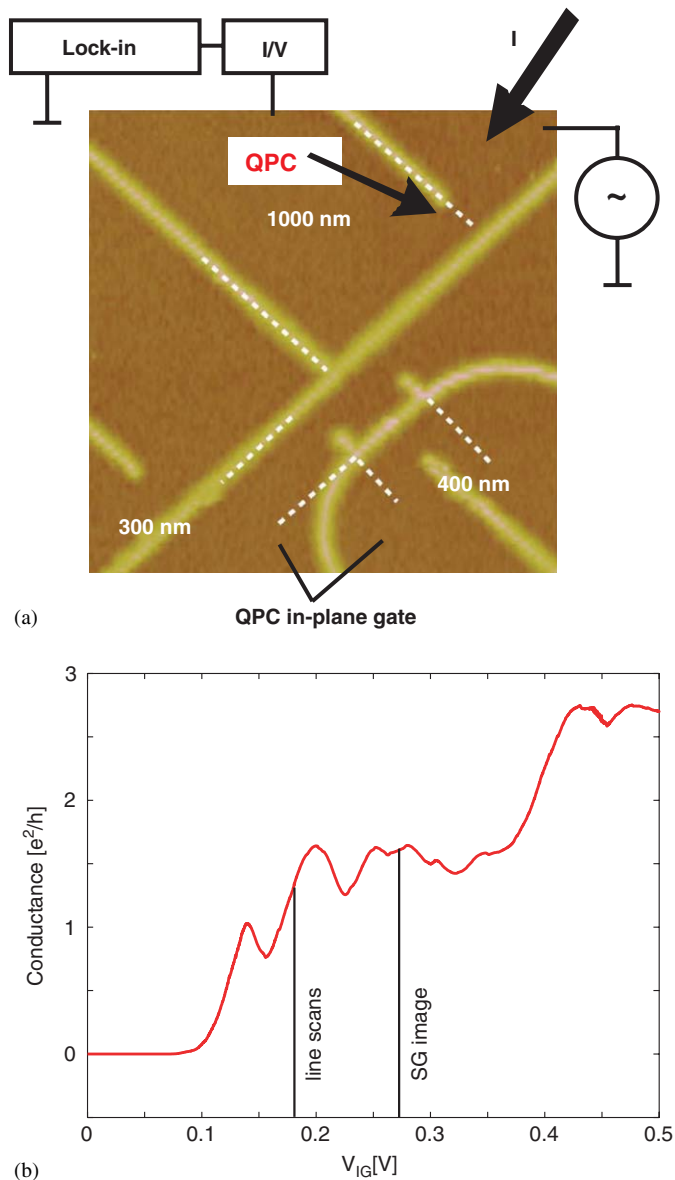 Lock-in
I/V
I
QPC
~
1000 nm
400 nm
300 nm
(a)
QPC in-plane gate
3
2
1
0
Conductance [e²/h]
line scans
SG image
0
0.1
0.2
0.3
0.4
0.5
V_IG[V]
(b)